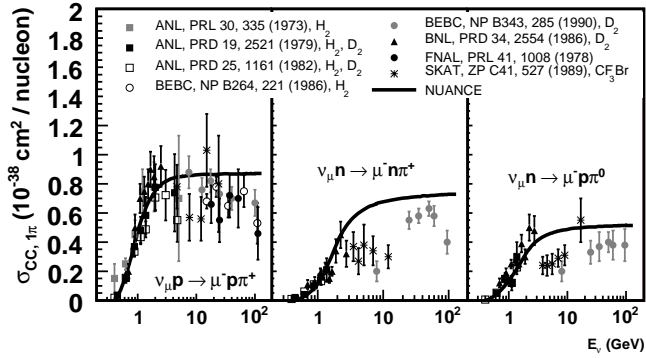 ANL, PRL 30, 335 (1973), H₂
ANL, PRD 19, 2521 (1979), H₂, D₂
ANL, PRD 25, 1161 (1982), H₂, D₂
BEBC, NP B264, 221 (1986), H₂
BEBC, NP B343, 285 (1990), D₂
BNL, PRD 34, 2554 (1986), D₂
FNAL, PRL 41, 1008 (1978)
SKAT, ZP C41, 527 (1989), CF₃Br
NUANCE
σCC, 1π (10⁻³⁸ cm² / nucleon)
2
1.8
1.6
1.4
1.2
1
0.8
0.6
0.4
0.2
0
νμp → μ⁻pπ⁺
νμn → μ⁻nπ⁺
νμn → μ⁻pπ⁰
1 10 10²
1 10 10²
1 10 10²
Eν (GeV)